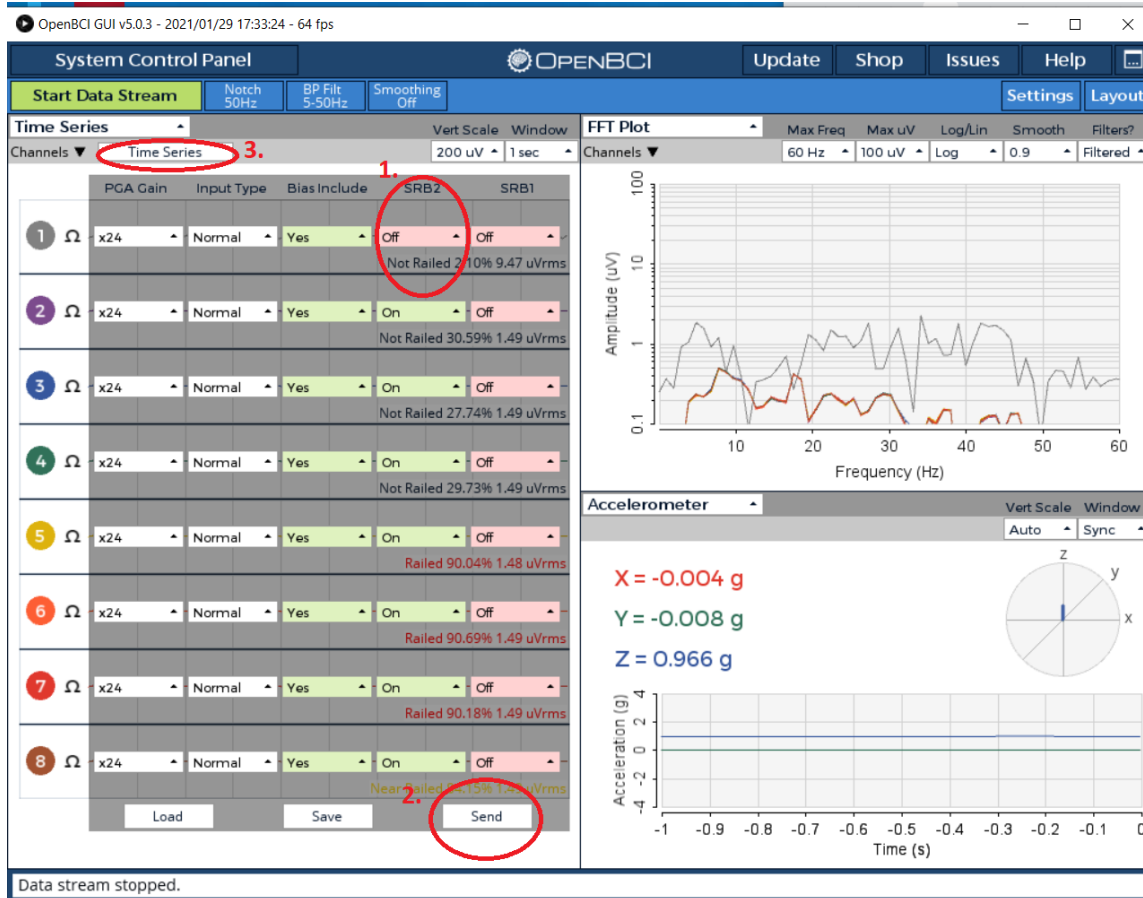 OpenBCI GUI v5.0.3 - 2021/01/29 17:33:24 - 64 fps
System Control Panel
OPENBCI
Update
Shop
Issues
Help
...
Start Data Stream
Notch
50Hz
BP Filt
5-50Hz
Smoothing
Off
Settings
Layout
Time Series
Vert Scale Window
Channels ▼ Time Series 3. 200 uV 1 sec
1.
PGA Gain Input Type Bias Include SRB2 SRB1
1 Ω x24 Normal Yes Off Off
Not Railed 2.10% 9.47 uVrms
2 Ω x24 Normal Yes On Off
Not Railed 30.59% 1.49 uVrms
3 Ω x24 Normal Yes On Off
Not Railed 27.74% 1.49 uVrms
4 Ω x24 Normal Yes On Off
Not Railed 29.73% 1.49 uVrms
5 Ω x24 Normal Yes On Off
Railed 90.04% 1.48 uVrms
6 Ω x24 Normal Yes On Off
Railed 90.69% 1.49 uVrms
7 Ω x24 Normal Yes On Off
Railed 90.18% 1.49 uVrms
8 Ω x24 Normal Yes On Off
Near Railed uVrms
2.
Load Save Send
FFT Plot
Max Freq Max uV Log/Lin Smooth Filters?
Channels ▼ 60 Hz 100 uV Log 0.9 Filtered
Amplitude (uV)
100
10
1
0.1
10 20 30 40 50 60
Frequency (Hz)
Accelerometer
Vert Scale Window
Auto Sync
X = -0.004 g
Y = -0.008 g
Z = 0.966 g
z
y
x
Acceleration (g)
4
2
0
-2
-4
-1 -0.9 -0.8 -0.7 -0.6 -0.5 -0.4 -0.3 -0.2 -0.1 0
Time (s)
Data stream stopped.